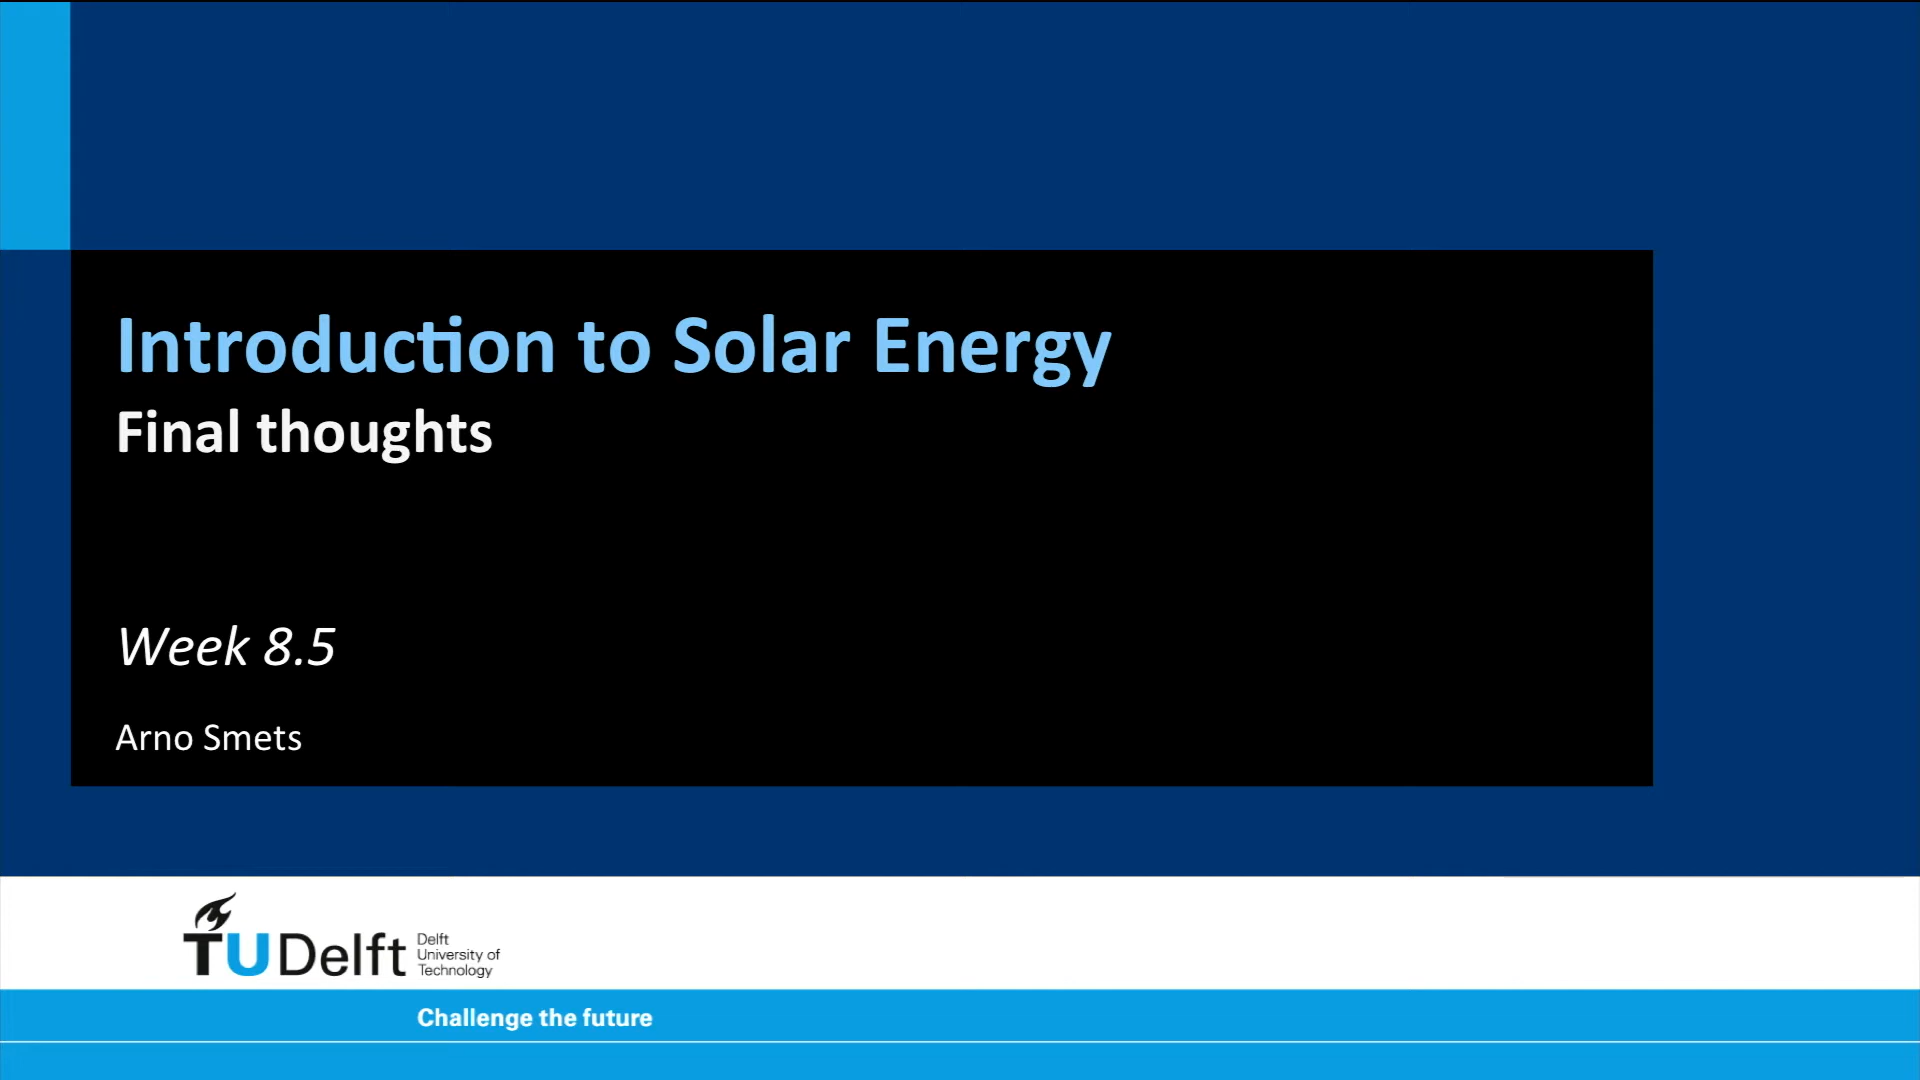 Introduction to Solar Energy
Final thoughts
Week 8.5
Arno Smets
TUDelft
Delft
University of
Technology
Challenge the future